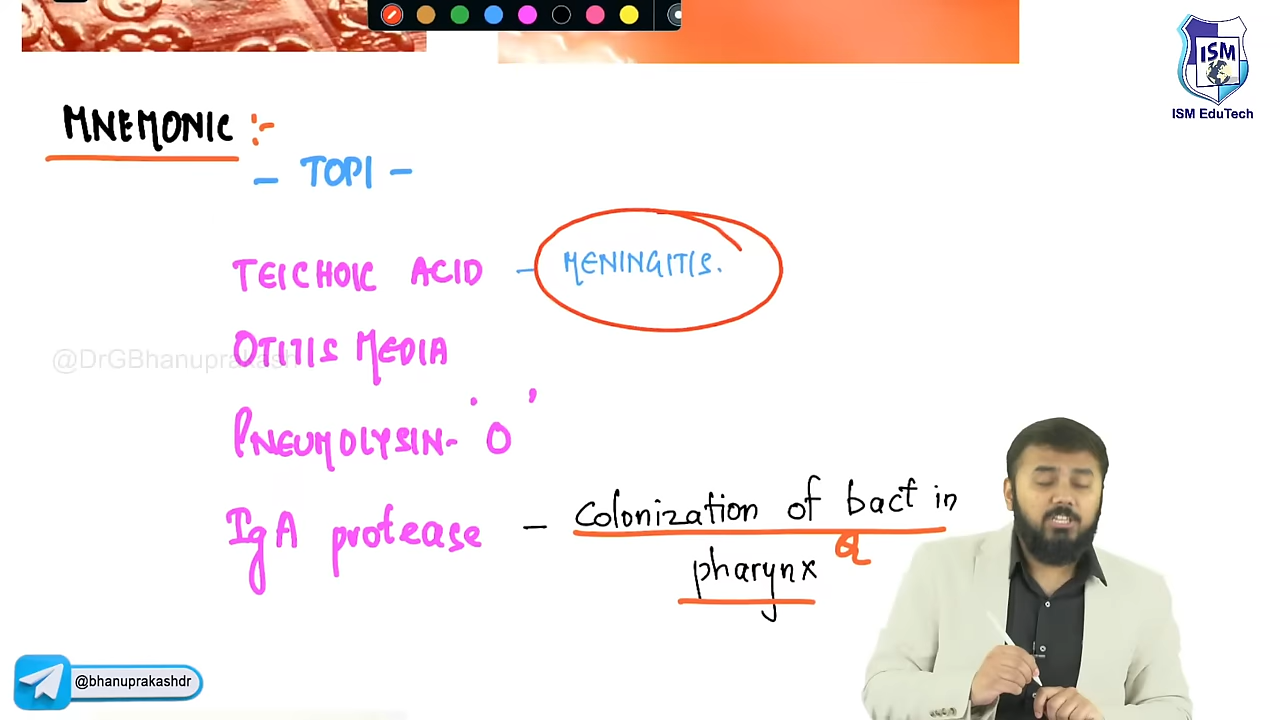 ISM
ISM EduTech
MNEMONIC :-
- TOPI -
TEICHOIC ACID - MENINGITIS.
@DrGBhanuprakash
OTITIS MEDIA
PNEUMOLYSIN- 'O'
IgA protease - Colonization of bact in
pharynx Q
@bhanuprakashdr